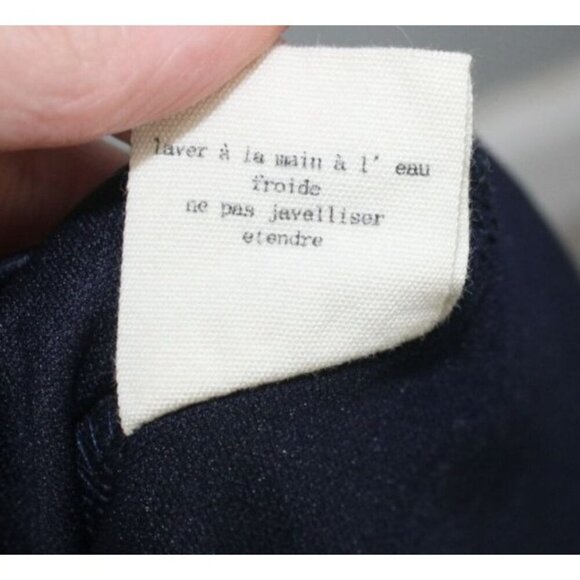 laver à la main à l' eau
froide
ne pas javelliser
etendre